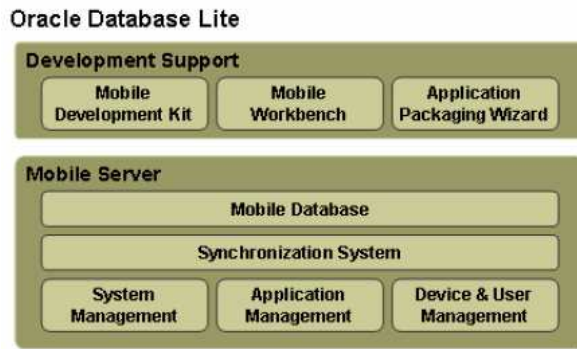 Oracle Database Lite
Development Support
Mobile
Development Kit
Mobile
Workbench
Application
Packaging Wizard
Mobile Server
Mobile Database
Synchronization System
System
Management
Application
Management
Device & User
Management